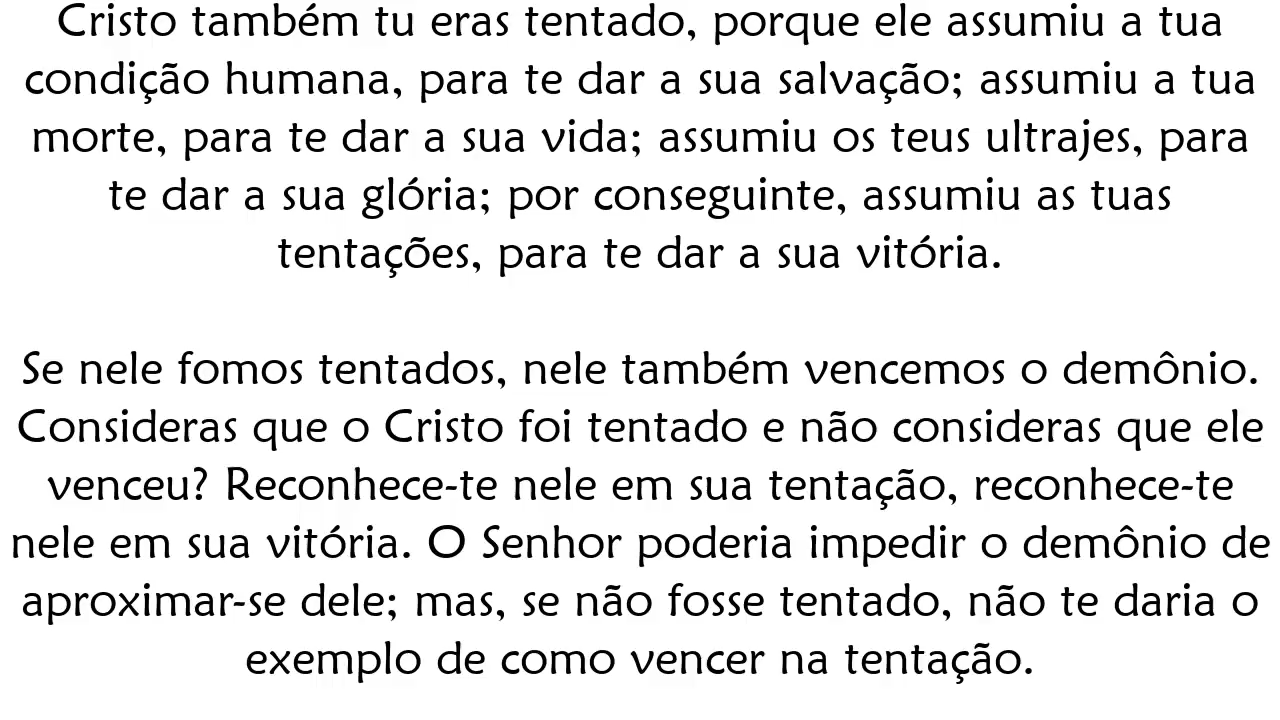 Cristo também tu eras tentado, porque ele assumiu a tua
condição humana, para te dar a sua salvação; assumiu a tua
morte, para te dar a sua vida; assumiu os teus ultrajes, para
te dar a sua glória; por conseguinte, assumiu as tuas
tentações, para te dar a sua vitória.
Se nele fomos tentados, nele também vencemos o demônio.
Consideras que o Cristo foi tentado e não consideras que ele
venceu? Reconhece-te nele em sua tentação, reconhece-te
nele em sua vitória. O Senhor poderia impedir o demônio de
aproximar-se dele; mas, se não fosse tentado, não te daria o
exemplo de como vencer na tentação.